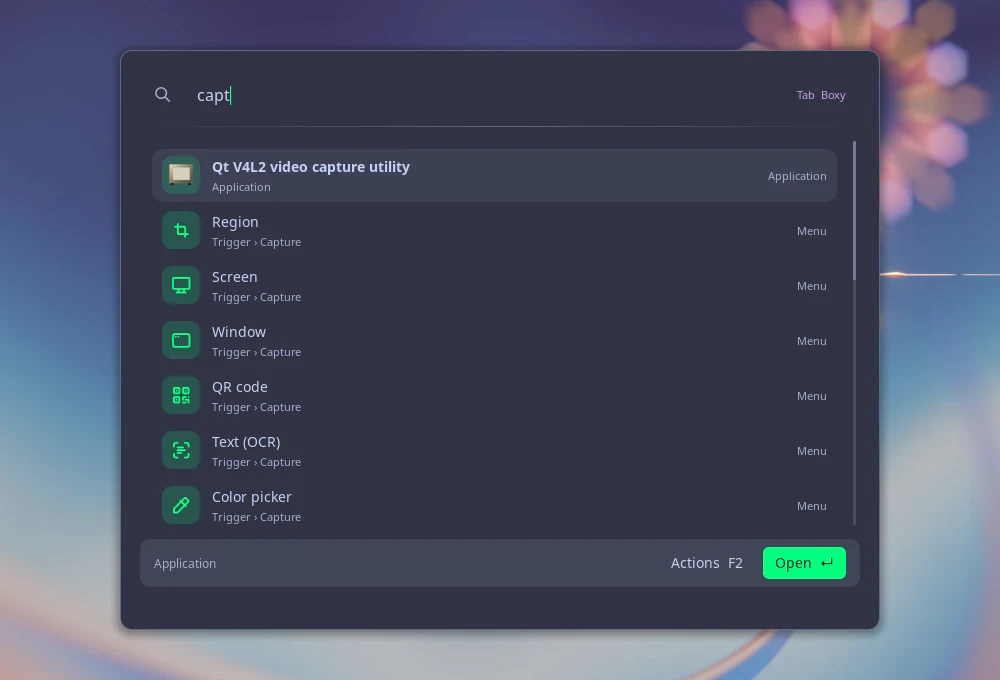 capt
Tab Boxy
Qt V4L2 video capture utility
Application
Application
Region
Trigger › Capture
Menu
Screen
Trigger › Capture
Menu
Window
Trigger › Capture
Menu
QR code
Trigger › Capture
Menu
Text (OCR)
Trigger › Capture
Menu
Color picker
Trigger › Capture
Menu
Application
Actions F2
Open ↵